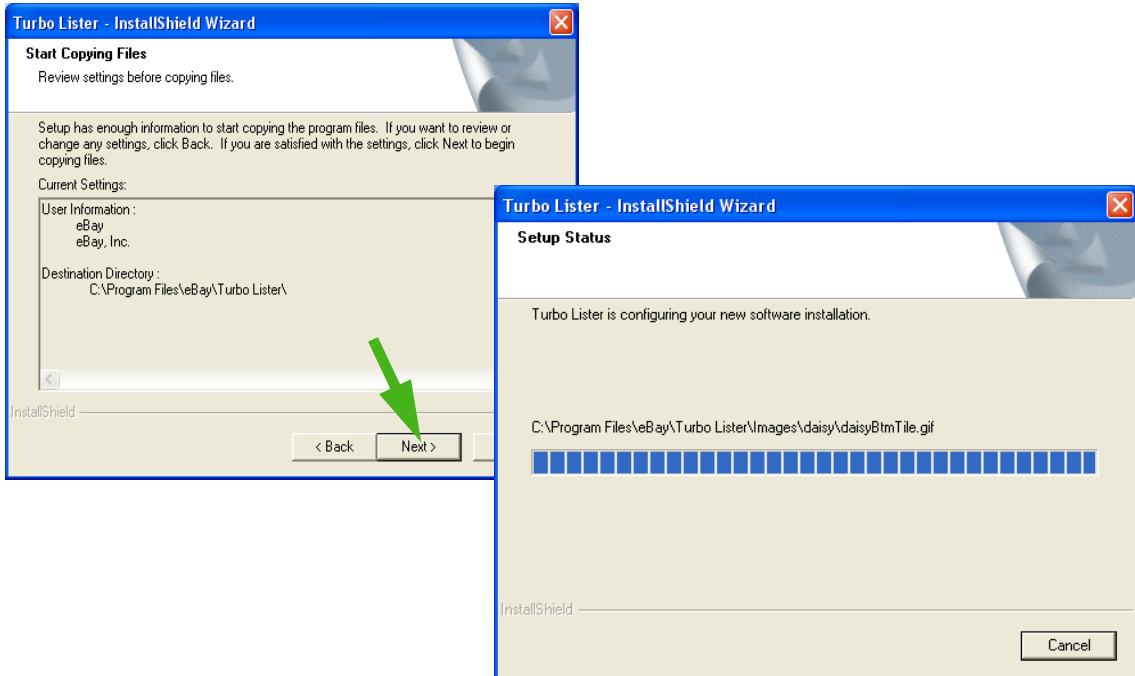 Turbo Lister - InstallShield Wizard
Start Copying Files
Review settings before copying files.
Setup has enough information to start copying the program files. If you want to review or
change any settings, click Back. If you are satisfied with the settings, click Next to begin
copying files.
Current Settings:
User Information :
eBay
eBay, Inc.
Destination Directory :
C:\Program Files\eBay\Turbo Lister\
InstallShield
< Back
Next >
Turbo Lister - InstallShield Wizard
Setup Status
Turbo Lister is configuring your new software installation.
C:\Program Files\eBay\Turbo Lister\Images\daisy\daisyBtmTile.gif
InstallShield
Cancel